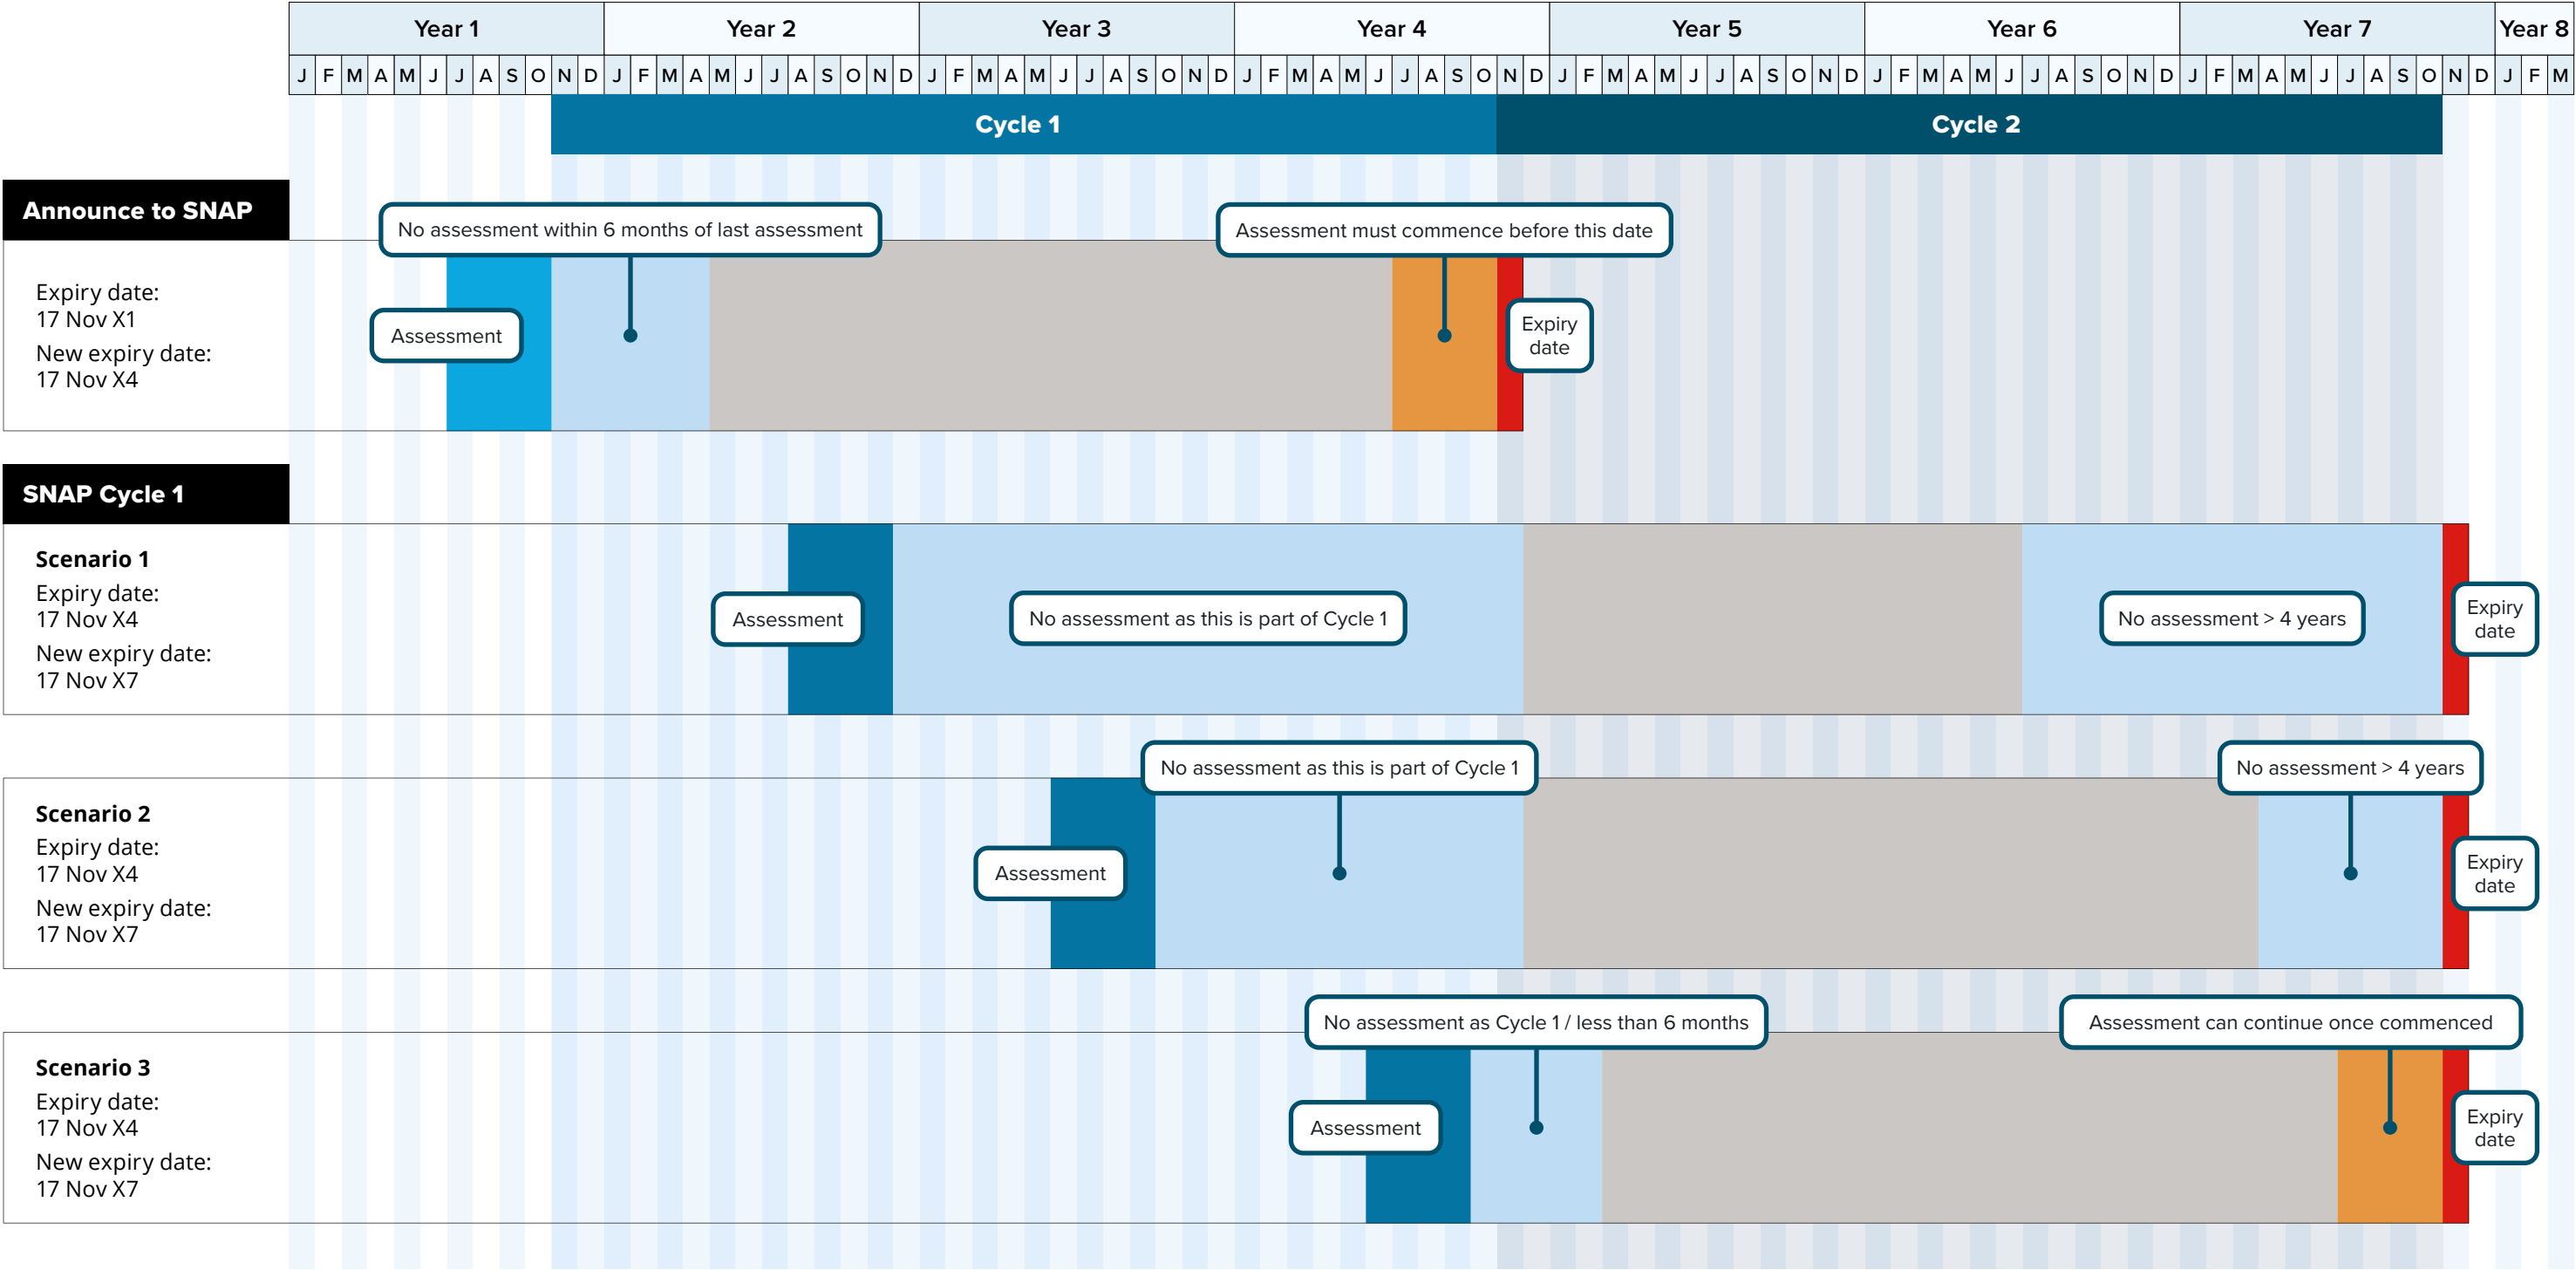 Year 1 Year 2 Year 3 Year 4 Year 5 Year 6 Year 7 Year 8
J F M A M J J A S O N D J F M A M J J A S O N D J F M A M J J A S O N D J F M A M J J A S O N D J F M A M J J A S O N D J F M A M J J A S O N D J F M A M J J A S O N D J F M
Cycle 1 Cycle 2
Announce to SNAP
No assessment within 6 months of last assessment
Assessment must commence before this date
Expiry date:
17 Nov X1
New expiry date:
17 Nov X4
Assessment
Expiry
date
SNAP Cycle 1
Scenario 1
Expiry date:
17 Nov X4
New expiry date:
17 Nov X7
Assessment
No assessment as this is part of Cycle 1
No assessment > 4 years
Expiry
date
No assessment as this is part of Cycle 1
No assessment > 4 years
Scenario 2
Expiry date:
17 Nov X4
New expiry date:
17 Nov X7
Assessment
Expiry
date
No assessment as Cycle 1 / less than 6 months
Assessment can continue once commenced
Scenario 3
Expiry date:
17 Nov X4
New expiry date:
17 Nov X7
Assessment
Expiry
date